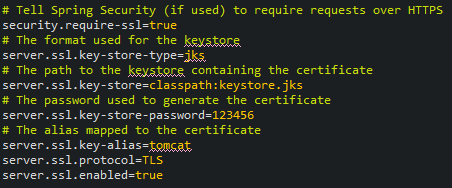 # Tell Spring Security (if used) to require requests over HTTPS
security.require-ssl=true
# The format used for the keystore
server.ssl.key-store-type=jks
# The path to the keystore containing the certificate
server.ssl.key-store=classpath:keystore.jks
# The password used to generate the certificate
server.ssl.key-store-password=123456
# The alias mapped to the certificate
server.ssl.key-alias=tomcat
server.ssl.protocol=TLS
server.ssl.enabled=true